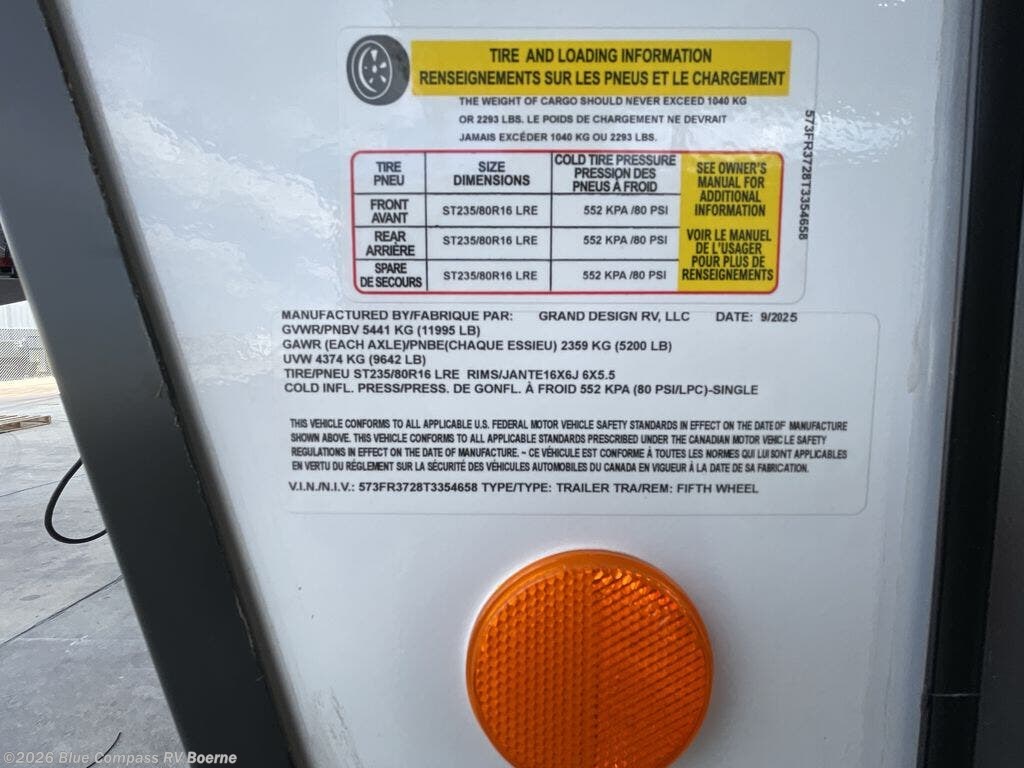 TIRE AND LOADING INFORMATION
RENSEIGNEMENTS SUR LES PNEUS ET LE CHARGEMENT
THE WEIGHT OF CARGO SHOULD NEVER EXCEED 1040 KG
OR 2293 LBS. LE POIDS DE CHARGEMENT NE DEVRAIT
JAMAIS EXCÉDER 1040 KG OU 2293 LBS.
TIRE
PNEU
SIZE
DIMENSIONS
COLD TIRE PRESSURE
PRESSION DES
PNEUS À FROID
FRONT
AVANT
ST235/80R16 LRE
552 KPA /80 PSI
REAR
ARRIÈRE
ST235/80R16 LRE
552 KPA /80 PSI
SPARE
DE SECOURS
ST235/80R16 LRE
552 KPA /80 PSI
SEE OWNER'S
MANUAL FOR
ADDITIONAL
INFORMATION
VOIR LE MANUEL
DE L'USAGER
POUR PLUS DE
RENSEIGNEMENTS
573FR3728T3354658
MANUFACTURED BY/FABRIQUE PAR: GRAND DESIGN RV, LLC DATE: 9/2025
GVWR/PNBV 5441 KG (11995 LB)
GAWR (EACH AXLE)/PNBE(CHAQUE ESSIEU) 2359 KG (5200 LB)
UVW 4374 KG (9642 LB)
TIRE/PNEU ST235/80R16 LRE RIMS/JANTE16X6J 6X5.5
COLD INFL. PRESS/PRESS. DE GONFL. À FROID 552 KPA (80 PSI/LPC)-SINGLE
THIS VEHICLE CONFORMS TO ALL APPLICABLE U.S. FEDERAL MOTOR VEHICLE SAFETY STANDARDS IN EFFECT ON THE DATE OF MANUFACTURE
SHOWN ABOVE. THIS VEHICLE CONFORMS TO ALL APPLICABLE STANDARDS PRESCRIBED UNDER THE CANADIAN MOTOR VEHICLE SAFETY
REGULATIONS IN EFFECT ON THE DATE OF MANUFACTURE. ~ CE VÉHICULE EST CONFORME À TOUTES LES NORMES QUI LUI SONT APPLICABLES
EN VERTU DU RÉGLEMENT SUR LA SÉCURITÉ DES VÉHICULES AUTOMOBILES DU CANADA EN VIGUEUR À LA DATE DE SA FABRICATION.
V.I.N./N.I.V.: 573FR3728T3354658 TYPE/TYPE: TRAILER TRA/REM: FIFTH WHEEL
©2026 Blue Compass RV Boerne